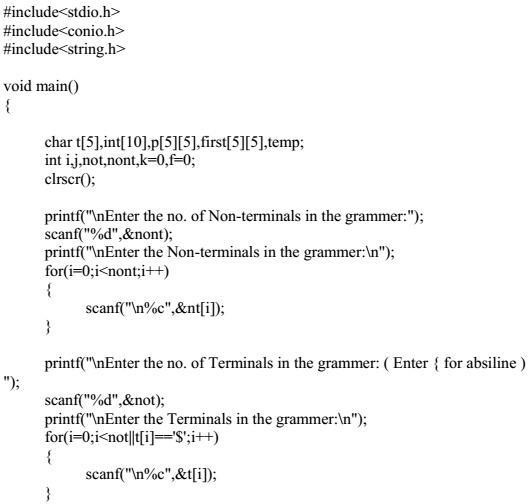 #include<stdio.h>
#include<conio.h>
#include<string.h>
void main()
{
char t[5],int[10],p[5][5],first[5][5],temp;
int i,j,not,nont,k=0,f=0;
clrscr();
printf("\nEnter the no. of Non-terminals in the grammer:");
scanf("%d",&nont);
printf("\nEnter the Non-terminals in the grammer:\n");
for(i=0;i<nont;i++)
{
scanf("\n%c",&nt[i]);
}
printf("\nEnter the no. of Terminals in the grammer: ( Enter { for absiline )
");
scanf("%d",&not);
printf("\nEnter the Terminals in the grammer:\n");
for(i=0;i<not||t[i]=='$';i++)
{
scanf("\n%c",&t[i]);
}